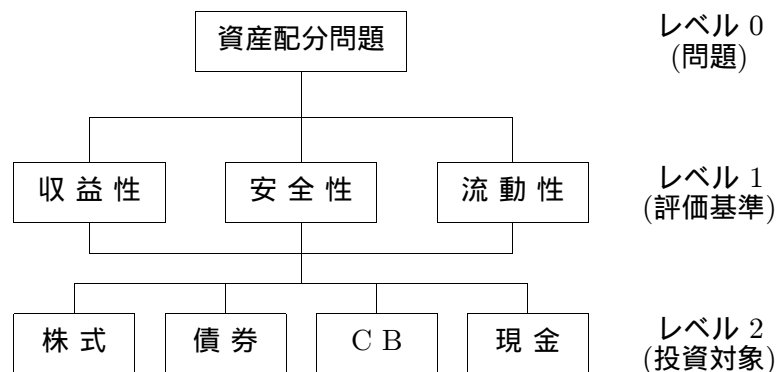 資産配分問題
レベル 0
(問題)
収 益 性
安 全 性
流 動 性
レベル 1
(評価基準)
株 式
債 券
C B
現 金
レベル 2
(投資対象)